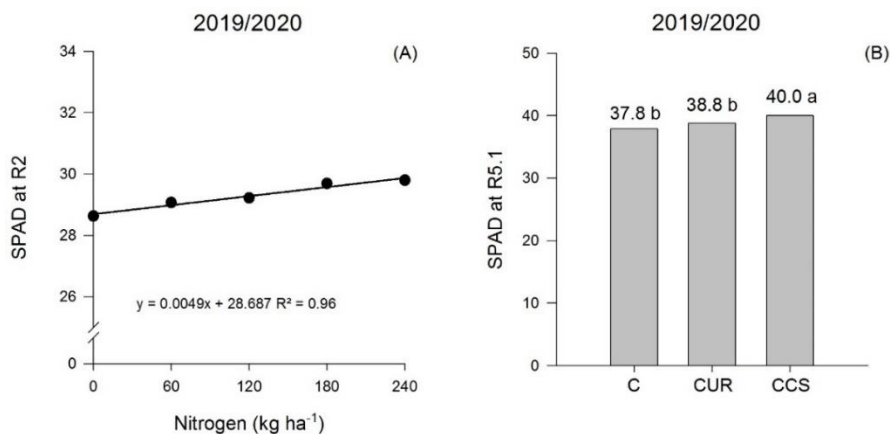 2019/2020
(A)
34
32
30
28
26
0
SPAD at R2
y = 0.0049x + 28.687 R² = 0.96
0 60 120 180 240
Nitrogen (kg ha⁻¹)
2019/2020
(B)
50
40
30
20
10
0
SPAD at R5.1
37.8 b 38.8 b 40.0 a
C CUR CCS